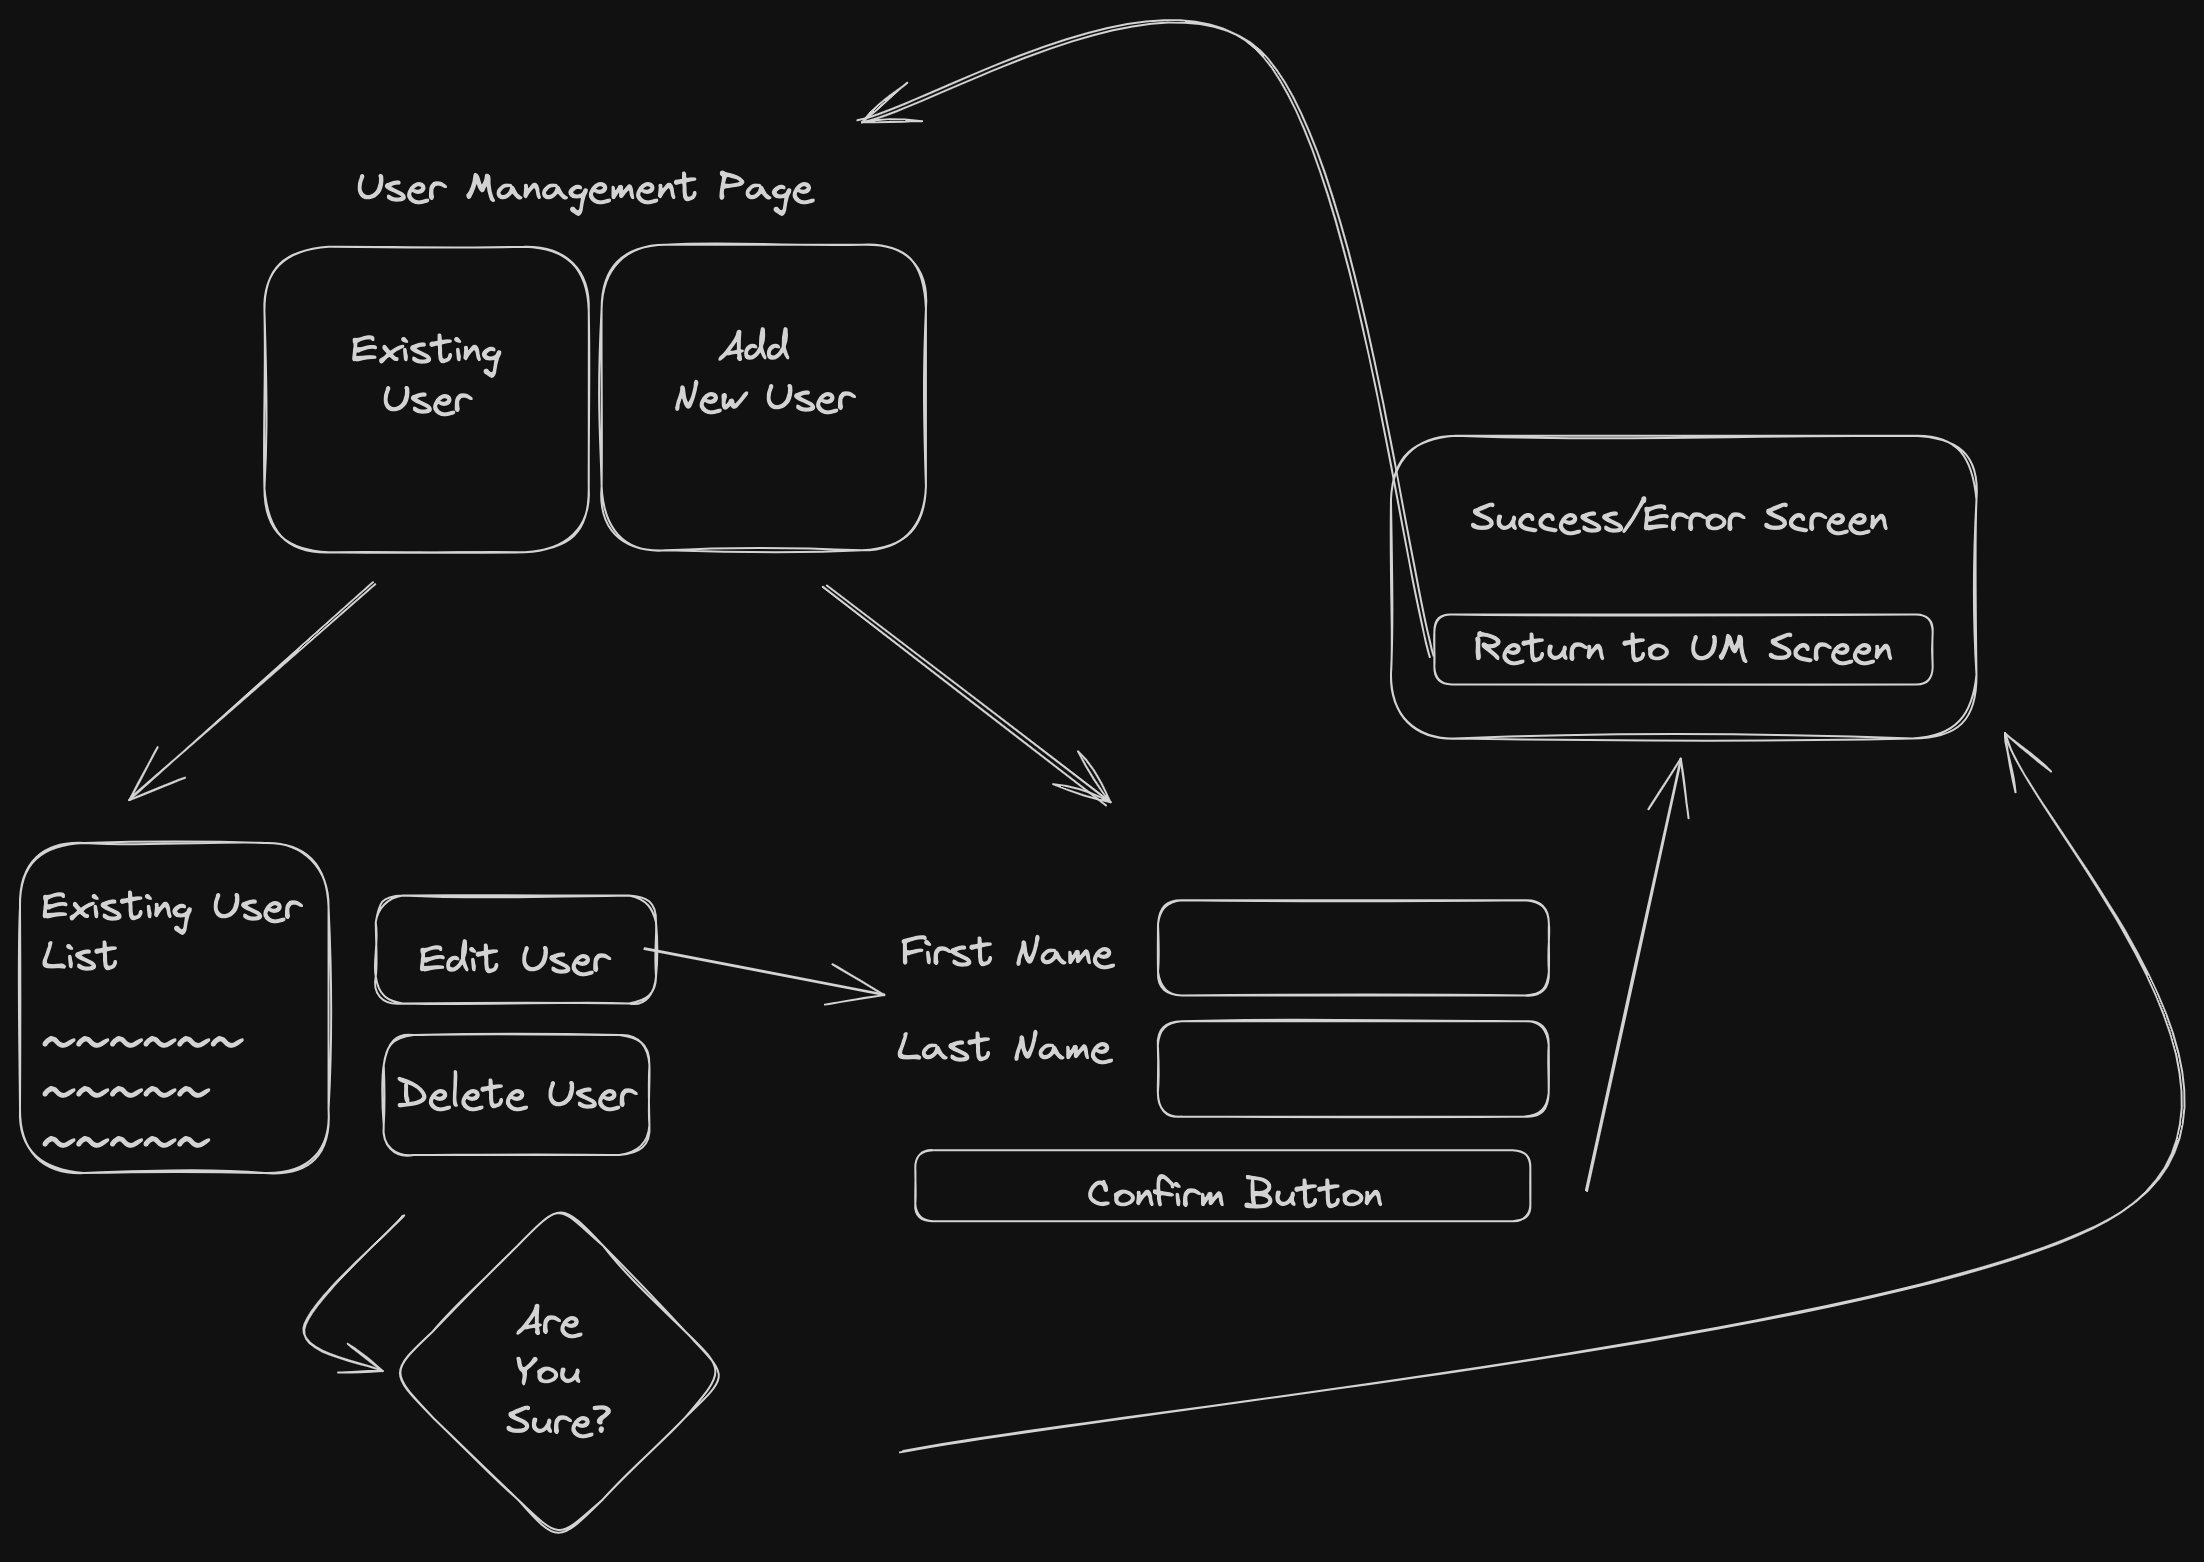 User Management Page
Existing
User
Add
New User
Success/Error Screen
Return to UM Screen
Existing User
List
Edit User
Delete User
First Name
Last Name
Confirm Button
Are
You
Sure?